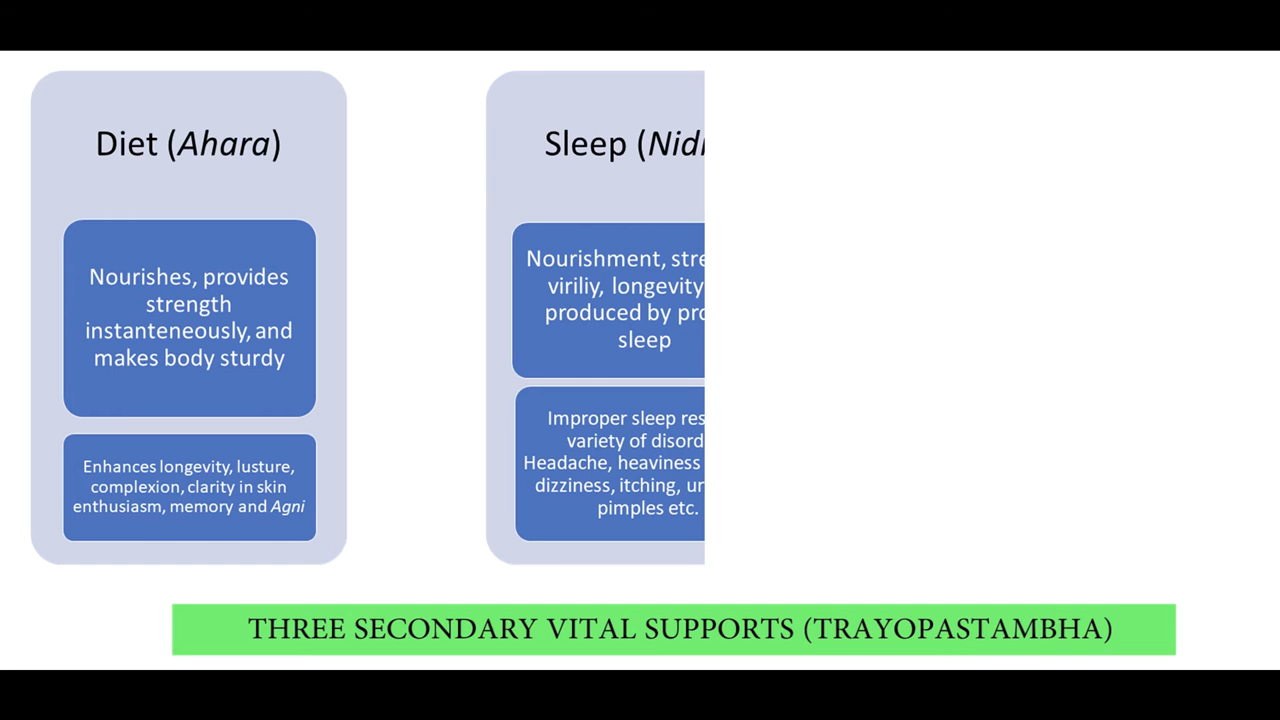 Diet (Ahara)
Nourishes, provides
strength
instanteneously, and
makes body sturdy
Enhances longevity, lusture,
complexion, clarity in skin
enthusiasm, memory and Agni
Sleep (
Nourishment,
viriliy, longevity
produced by
sleep
Improper sleep
variety of
Headache, heaviness
dizziness, itching,
pimples etc.
THREE SECONDARY VITAL SUPPORTS (TRAYOPASTAMBHA)